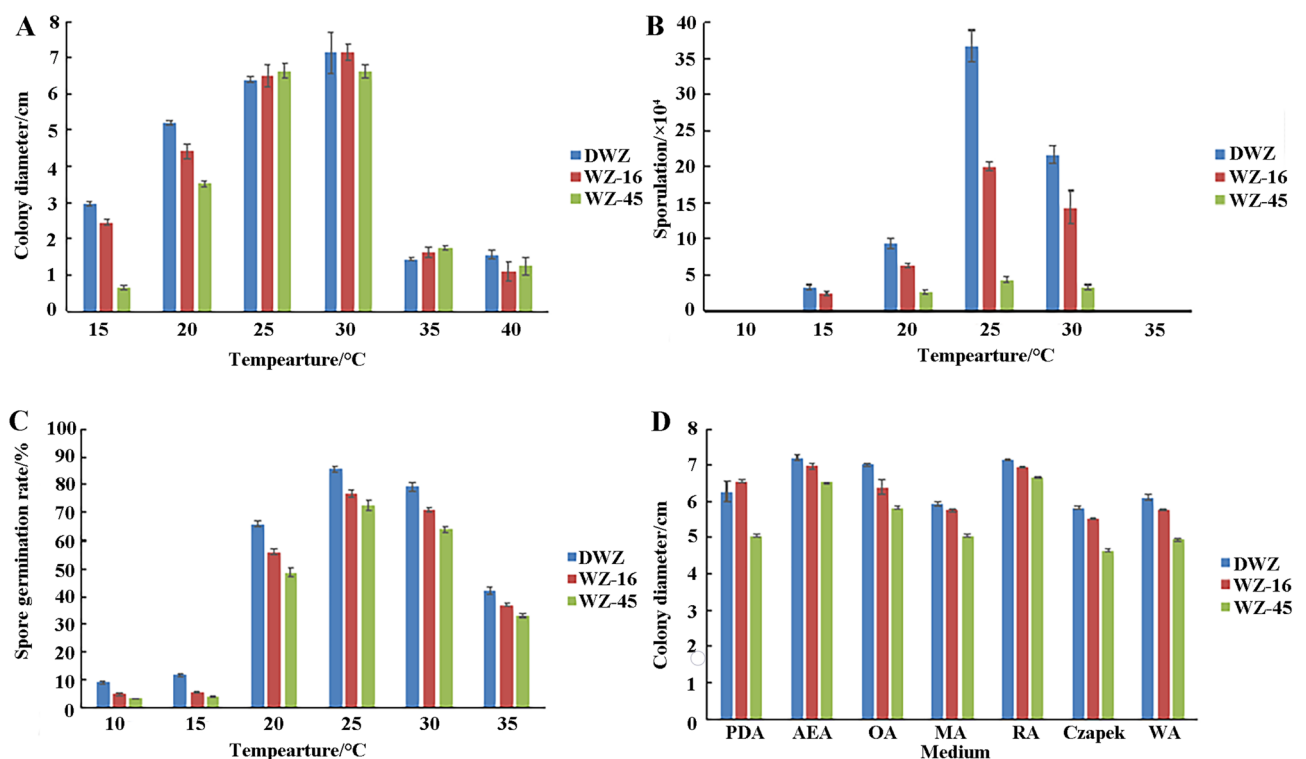 A
8
7
6
5
4
3
2
1
0
Colony diameter/cm
15 20 25 30 35 40
Tempearture/°C
DWZ
WZ-16
WZ-45
B
40
35
30
25
20
15
10
5
0
Sporulation/×10⁴
10 15 20 25 30 35
Tempearture/°C
DWZ
WZ-16
WZ-45
C
100
90
80
70
60
50
40
30
20
10
0
Spore germination rate/%
10 15 20 25 30 35
Tempearture/°C
DWZ
WZ-16
WZ-45
D
8
7
6
5
4
2
2
1
0
Colony diameter/cm
PDA AEA OA MA RA Czapek WA
Medium
DWZ
WZ-16
WZ-45